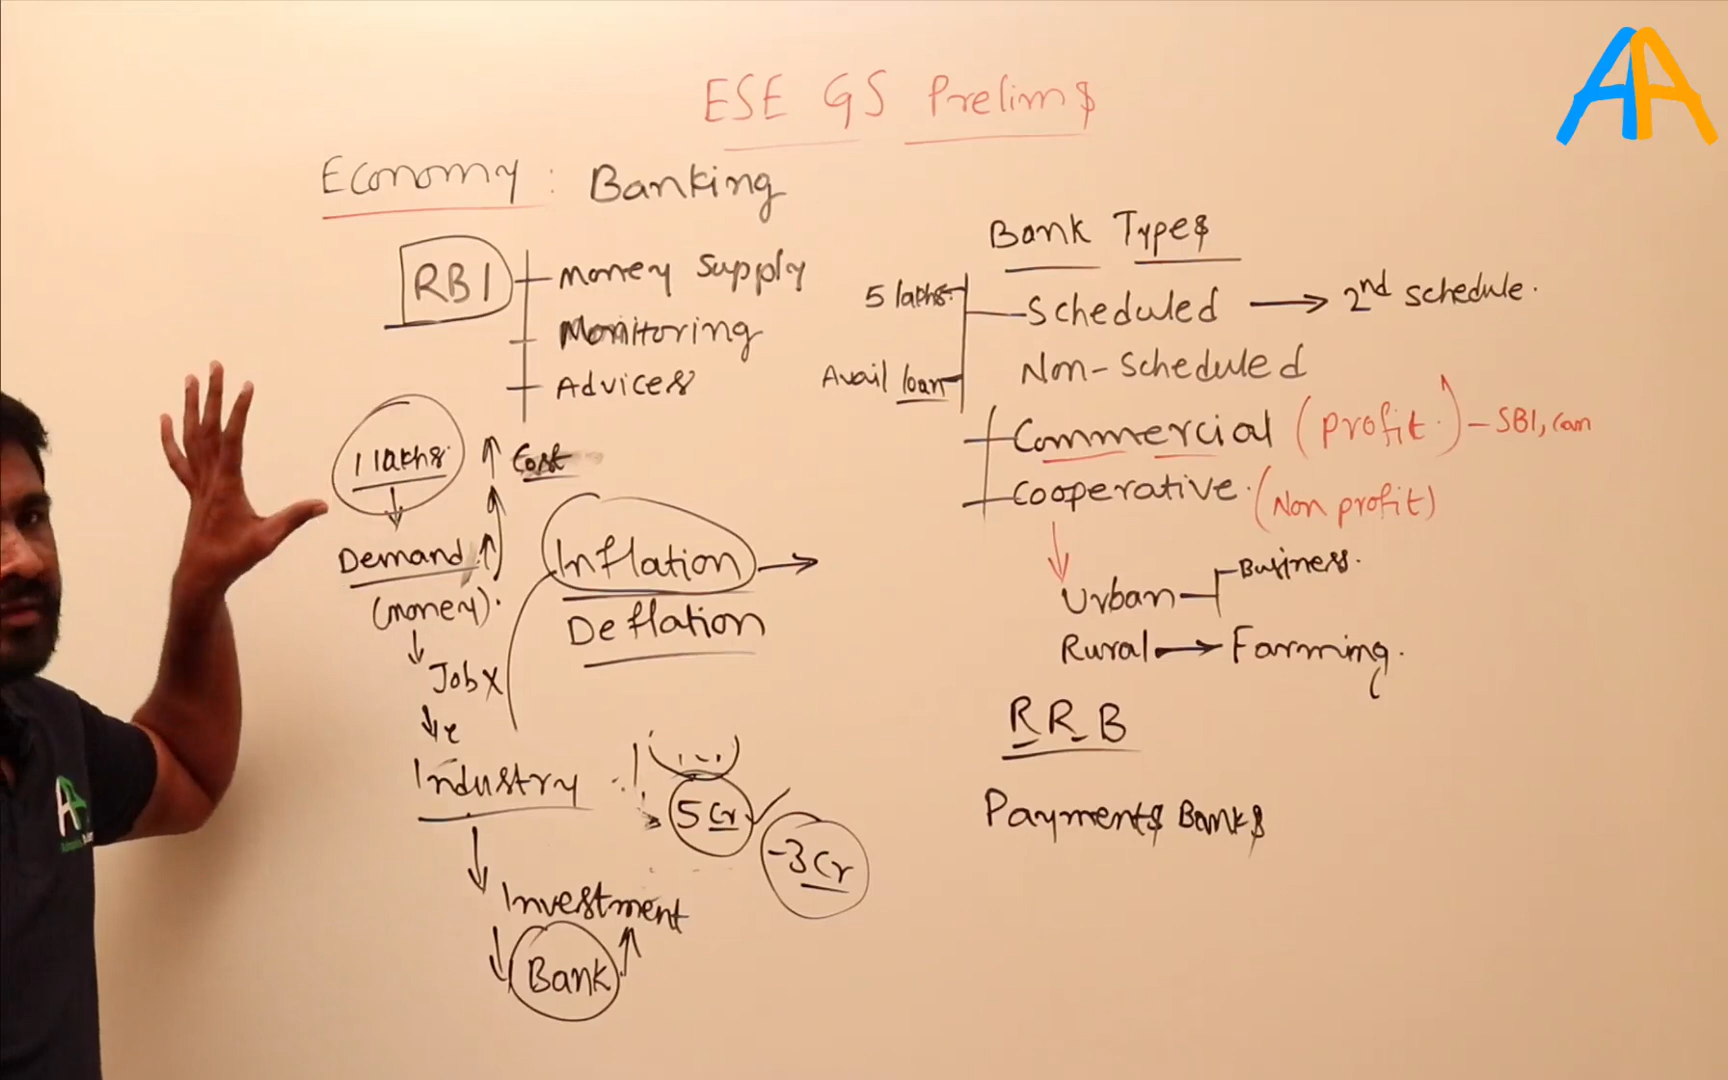 ESE GS Prelims
Economy : Banking
RBI
Money supply
Monitoring
Advices
1 lakhs.
↑ Cost
Demand ↑
(money).
Job X
Industry
Investment
Bank ↑
Inflation →
Deflation
5 Cr
-3 Cr
Bank Types
5 lakhs
Avail loan
Scheduled → 2nd schedule.
Non-scheduled
Commercial (profit.) - SBI, can
Cooperative. (Non profit)
Urban Business.
Rural → Farming.
RRB
Payments Banks
AA